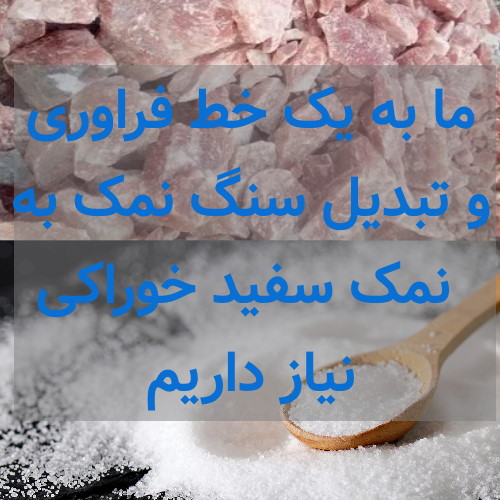 ما به یک خط فراوری
و تبدیل سنگ نمک به
نمک سفید خوراکی
نیاز داریم